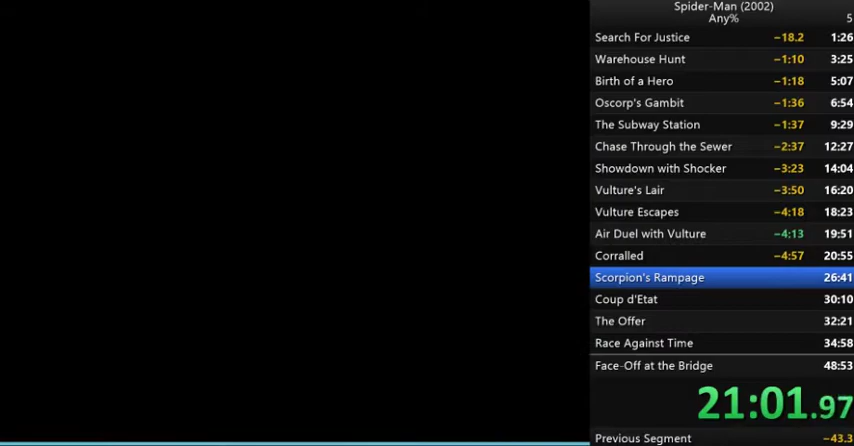 Spider-Man (2002)
Any% 5
Search For Justice −18.2 1:26
Warehouse Hunt −1:10 3:25
Birth of a Hero −1:18 5:07
Oscorp's Gambit −1:36 6:54
The Subway Station −1:37 9:29
Chase Through the Sewer −2:37 12:27
Showdown with Shocker −3:23 14:04
Vulture's Lair −3:50 16:20
Vulture Escapes −4:18 18:23
Air Duel with Vulture −4:13 19:51
Corralled −4:57 20:55
Scorpion's Rampage 26:41
Coup d'Etat 30:10
The Offer 32:21
Race Against Time 34:58
Face-Off at the Bridge 48:53
21:01.97
Previous Segment −43.3